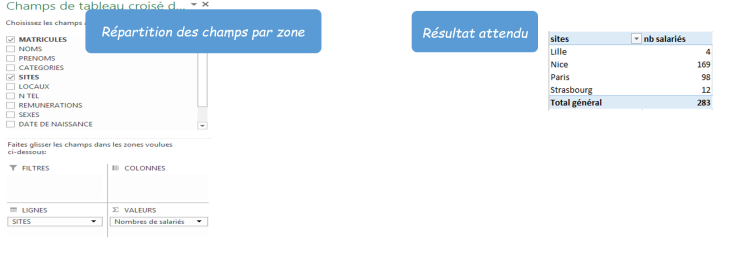 Champs de tableau croisé d...
Choisissez les champs
Répartition des champs par zone
MATRICULES
NOMS
PRENOMS
CATEGORIES
SITES
LOCAUX
N TEL
REMUNERATIONS
SEXES
DATE DE NAISSANCE
Faites glisser les champs dans les zones voulues
ci-dessous:
FILTRES
COLONNES
LIGNES
Σ VALEURS
SITES
Nombres de salariés
Résultat attendu
sites nb salariés
Lille 4
Nice 169
Paris 98
Strasbourg 12
Total général 283